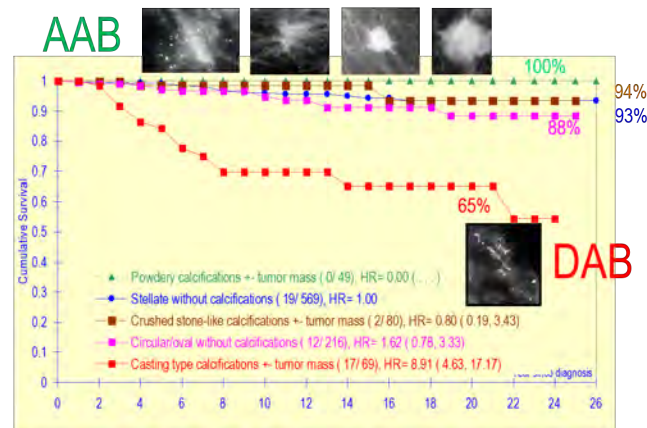 AAB
100%
94%
93%
88%
65%
DAB
Cumulative Survival
1
0.9
0.8
0.7
0.6
0.5
0.4
0.3
0.2
0.1
0
Powdery calcifications +- tumor mass ( 0/ 49), HR= 0.00 ( . , . )
Stellate without calcifications ( 19/ 569), HR= 1.00
Crushed stone-like calcifications +- tumor mass ( 2/ 80), HR= 0.80 ( 0.19, 3.43)
Circular/oval without calcifications ( 12/ 216), HR= 1.62 ( 0.78, 3.33)
Casting type calcifications +- tumor mass ( 17/ 69), HR= 8.91 ( 4.63, 17.17)
diagnosis
0 2 4 6 8 10 12 14 16 18 20 22 24 26